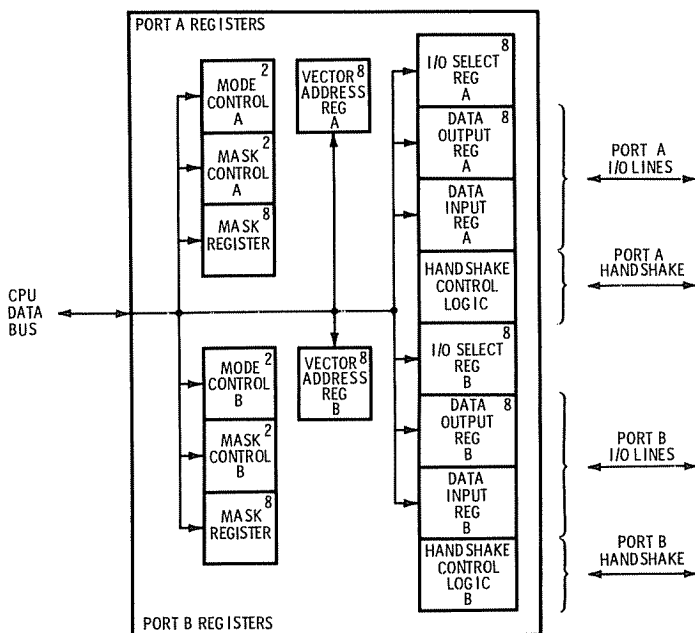 PORT A REGISTERS
2
MODE
CONTROL
A
2
MASK
CONTROL
A
8
MASK
REGISTER
VECTOR 8
ADDRESS
REG
A
8
I/O SELECT
REG
A
DATA 8
OUTPUT
REG
A
DATA
INPUT
REG
A
HANDSHAKE
CONTROL
LOGIC
PORT A
I/O LINES
PORT A
HANDSHAKE
CPU
DATA
BUS
MODE 2
CONTROL
B
MASK 2
CONTROL
B
8
MASK
REGISTER
VECTOR 8
ADDRESS
REG
B
8
I/O SELECT
REG
B
DATA 8
OUTPUT
REG
B
DATA
INPUT
REG
B
HANDSHAKE
CONTROL
LOGIC
B
PORT B
I/O LINES
PORT B
HANDSHAKE
PORT B REGISTERS